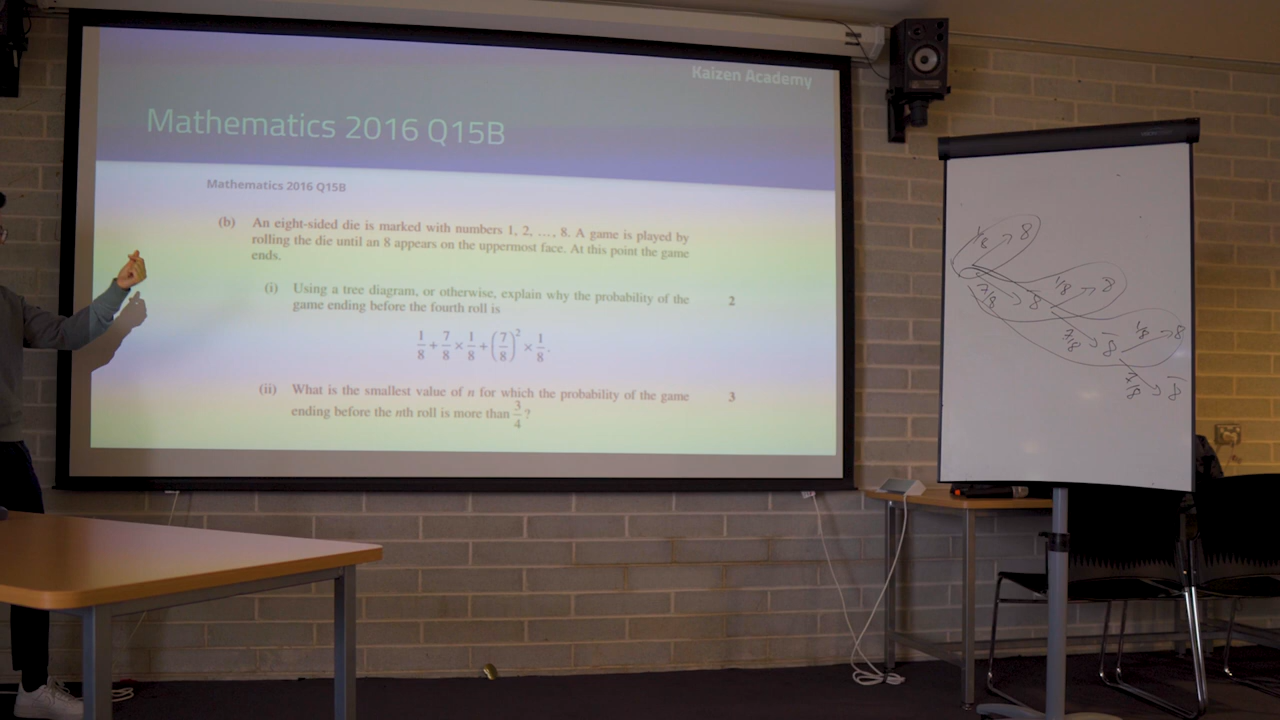 Kaizen Academy
Mathematics 2016 Q15B
Mathematics 2016 Q15B
(b) An eight-sided die is marked with numbers 1, 2, …, 8. A game is played by
rolling the die until an 8 appears on the uppermost face. At this point the game
ends.
(i) Using a tree diagram, or otherwise, explain why the probability of the 2
game ending before the fourth roll is
1/8 + 7/8 × 1/8 + (7/8)² × 1/8.
(ii) What is the smallest value of n for which the probability of the game 3
ending before the nth roll is more than 3/4?
1/8 8
7/8 8̄ 1/8 8
7/8 8̄ 1/8 8
7/8 8̄